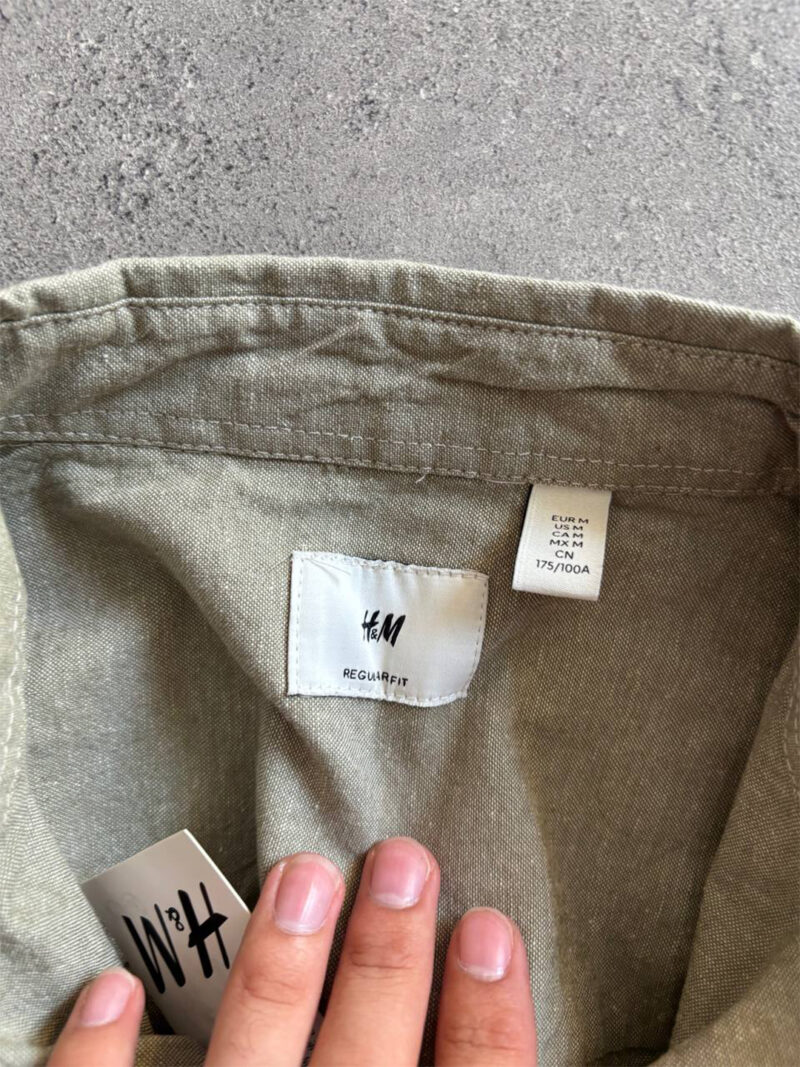 EUR M
US M
CA M
MX M
CN
175/100A
H&M
REGULAR FIT
H&M